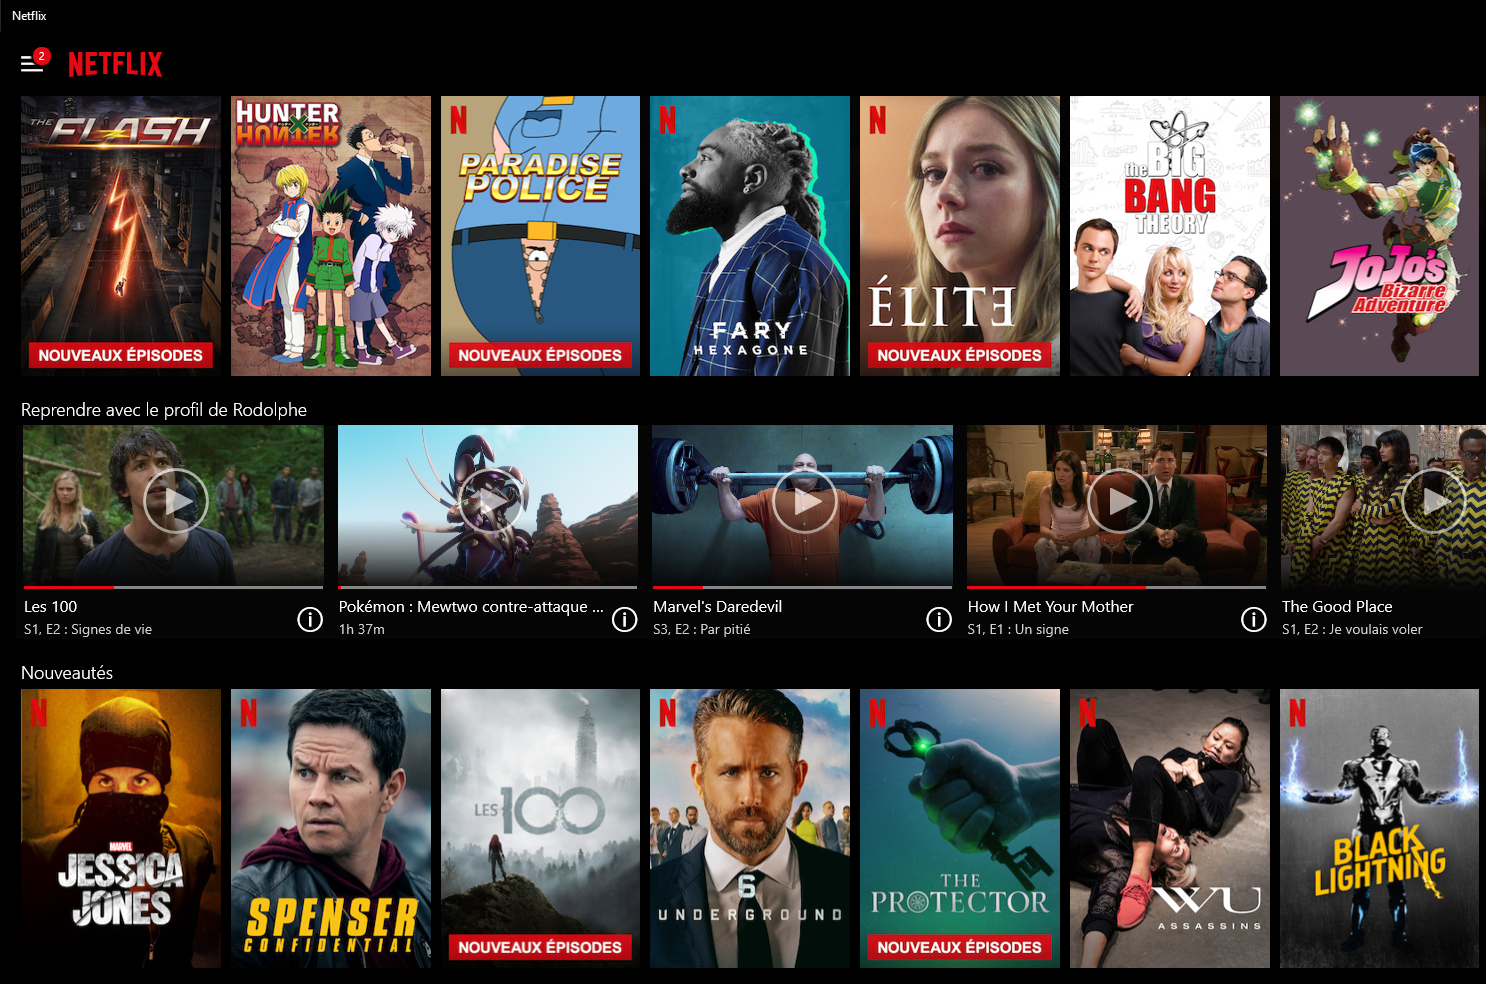 Netflix
2
NETFLIX
THE FLASH
NOUVEAUX ÉPISODES
HUNTER
HUNTER
N
PARADISE
POLICE
NOUVEAUX ÉPISODES
N
FARY
HEXAGONE
N
ÉLITE
NOUVEAUX ÉPISODES
the BIG
BANG
THEORY
JoJo's
Bizarre
Adventure
Reprendre avec le profil de Rodolphe
Les 100
S1, E2 : Signes de vie
Pokémon : Mewtwo contre-attaque ...
1h 37m
Marvel's Daredevil
S3, E2 : Par pitié
How I Met Your Mother
S1, E1 : Un signe
The Good Place
S1, E2 : Je voulais voler
Nouveautés
N
MARVEL
JESSICA
JONES
N
SPENSER
CONFIDENTIAL
LES 100
NOUVEAUX ÉPISODES
N
6
UNDERGROUND
N
THE
PROTECTOR
NOUVEAUX ÉPISODES
N
WU
ASSASSINS
N
BLACK
LIGHTNING